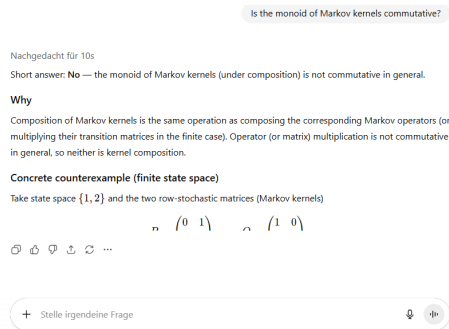 Is the monoid of Markov kernels commutative?
Nachgedacht für 10s
Short answer: No — the monoid of Markov kernels (under composition) is not commutative in general.
Why
Composition of Markov kernels is the same operation as composing the corresponding Markov operators (or
multiplying their transition matrices in the finite case). Operator (or matrix) multiplication is not commutative
in general, so neither is kernel composition.
Concrete counterexample (finite state space)
Take state space {1, 2} and the two row-stochastic matrices (Markov kernels)
(0 1) (1 0)
Stelle irgendeine Frage